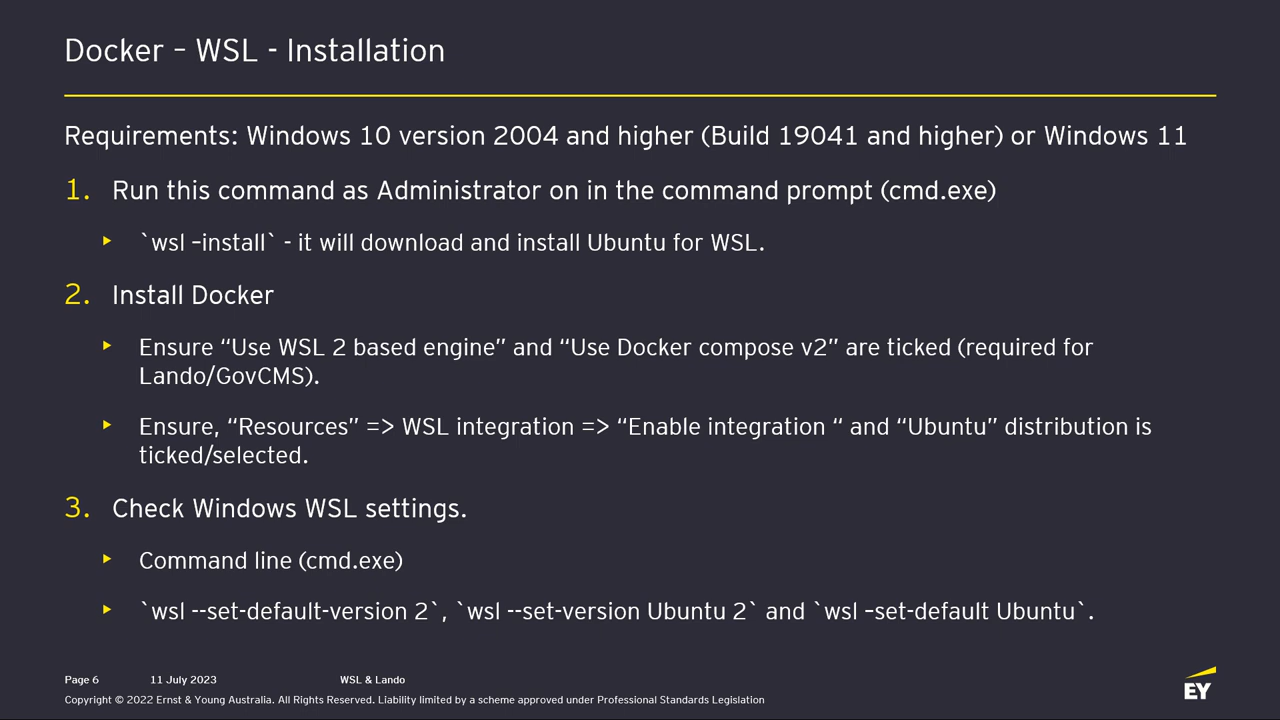 Docker – WSL - Installation
Requirements: Windows 10 version 2004 and higher (Build 19041 and higher) or Windows 11
1. Run this command as Administrator on in the command prompt (cmd.exe)
`wsl –install` - it will download and install Ubuntu for WSL.
2. Install Docker
Ensure “Use WSL 2 based engine” and “Use Docker compose v2” are ticked (required for
Lando/GovCMS).
Ensure, “Resources” => WSL integration => “Enable integration “ and “Ubuntu” distribution is
ticked/selected.
3. Check Windows WSL settings.
Command line (cmd.exe)
`wsl --set-default-version 2`, `wsl --set-version Ubuntu 2` and `wsl –set-default Ubuntu`.
Page 6 11 July 2023 WSL & Lando
Copyright © 2022 Ernst & Young Australia. All Rights Reserved. Liability limited by a scheme approved under Professional Standards Legislation
EY